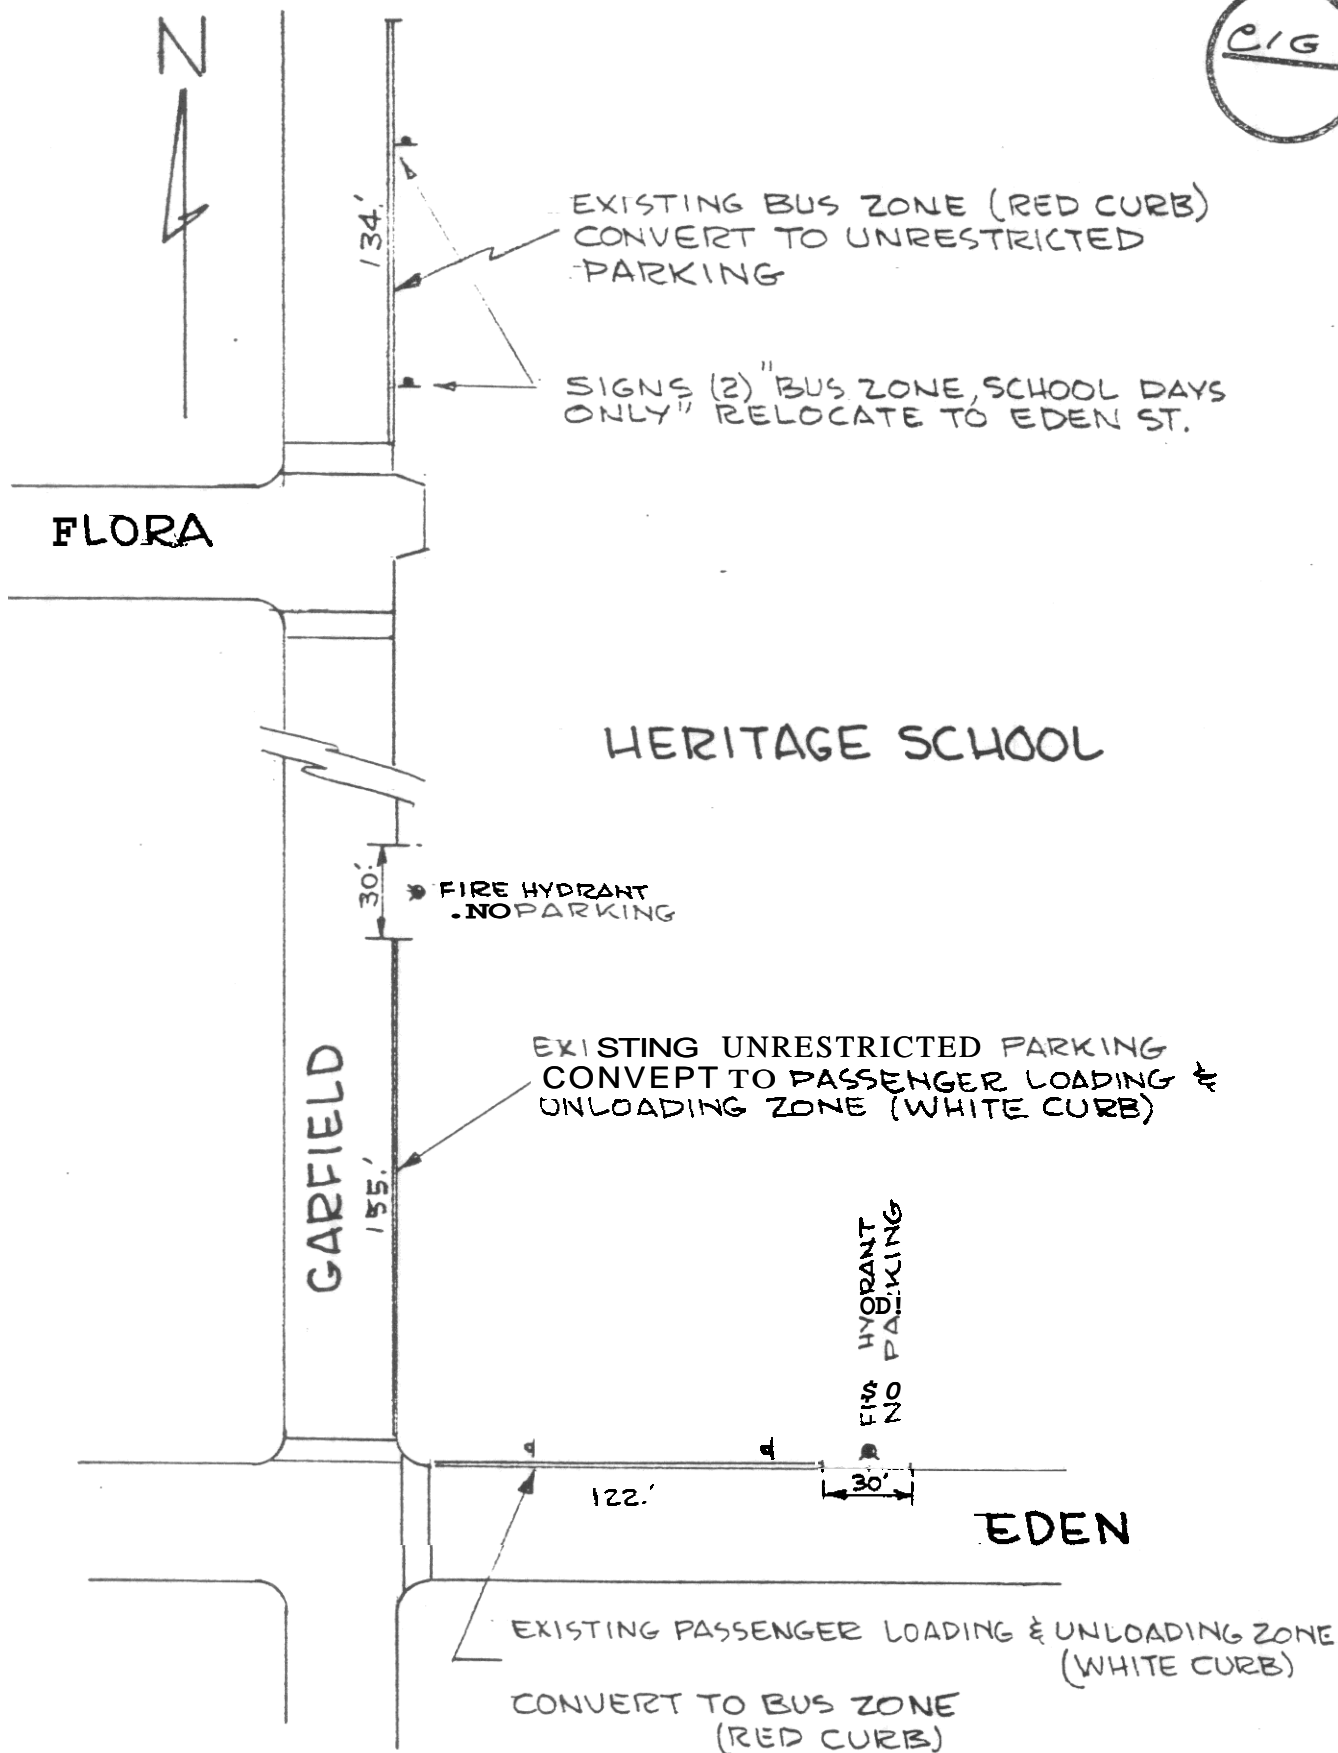 N
C/G
134.'
EXISTING BUS ZONE (RED CURB)
CONVERT TO UNRESTRICTED
PARKING
SIGNS (2) "BUS ZONE, SCHOOL DAYS
ONLY" RELOCATE TO EDEN ST.
FLORA
HERITAGE SCHOOL
30.'
FIRE HYDRANT
.NO PARKING
EXISTING UNRESTRICTED PARKING
CONVEPT TO PASSENGER LOADING &
UNLOADING ZONE (WHITE CURB)
GARFIELD
155.'
HYDRANT
PARKING
122.'
30'
EDEN
EXISTING PASSENGER LOADING & UNLOADING ZONE
(WHITE CURB)
CONVERT TO BUS ZONE
(RED CURB)